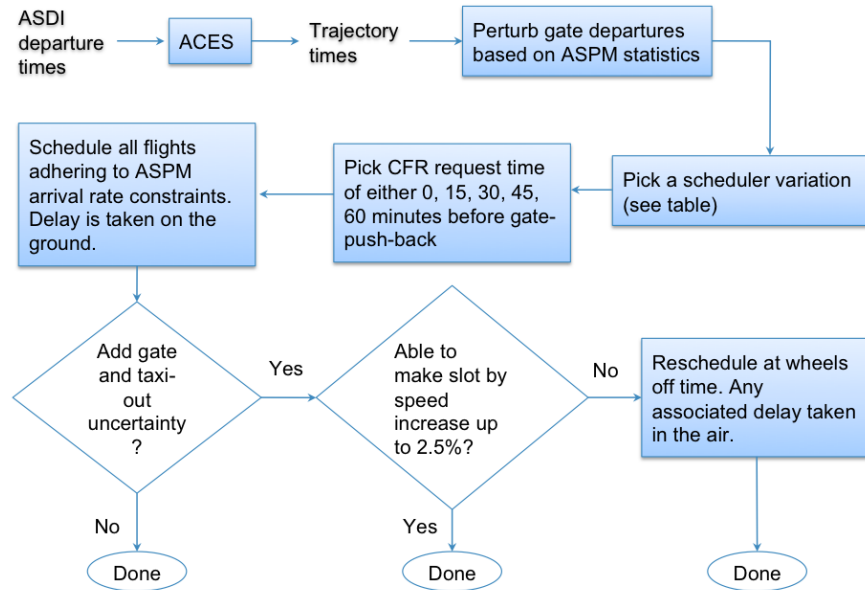 ASDI
departure
times
ACES
Trajectory
times
Perturb gate departures
based on ASPM statistics
Pick a scheduler variation
(see table)
Pick CFR request time
of either 0, 15, 30, 45,
60 minutes before gate-
push-back
Schedule all flights
adhering to ASPM
arrival rate constraints.
Delay is taken on the
ground.
Add gate
and taxi-
out
uncertainty
?
Yes
No
Done
Able to
make slot by
speed
increase up
to 2.5%?
No
Yes
Done
Reschedule at wheels
off time. Any
associated delay taken
in the air.
Done